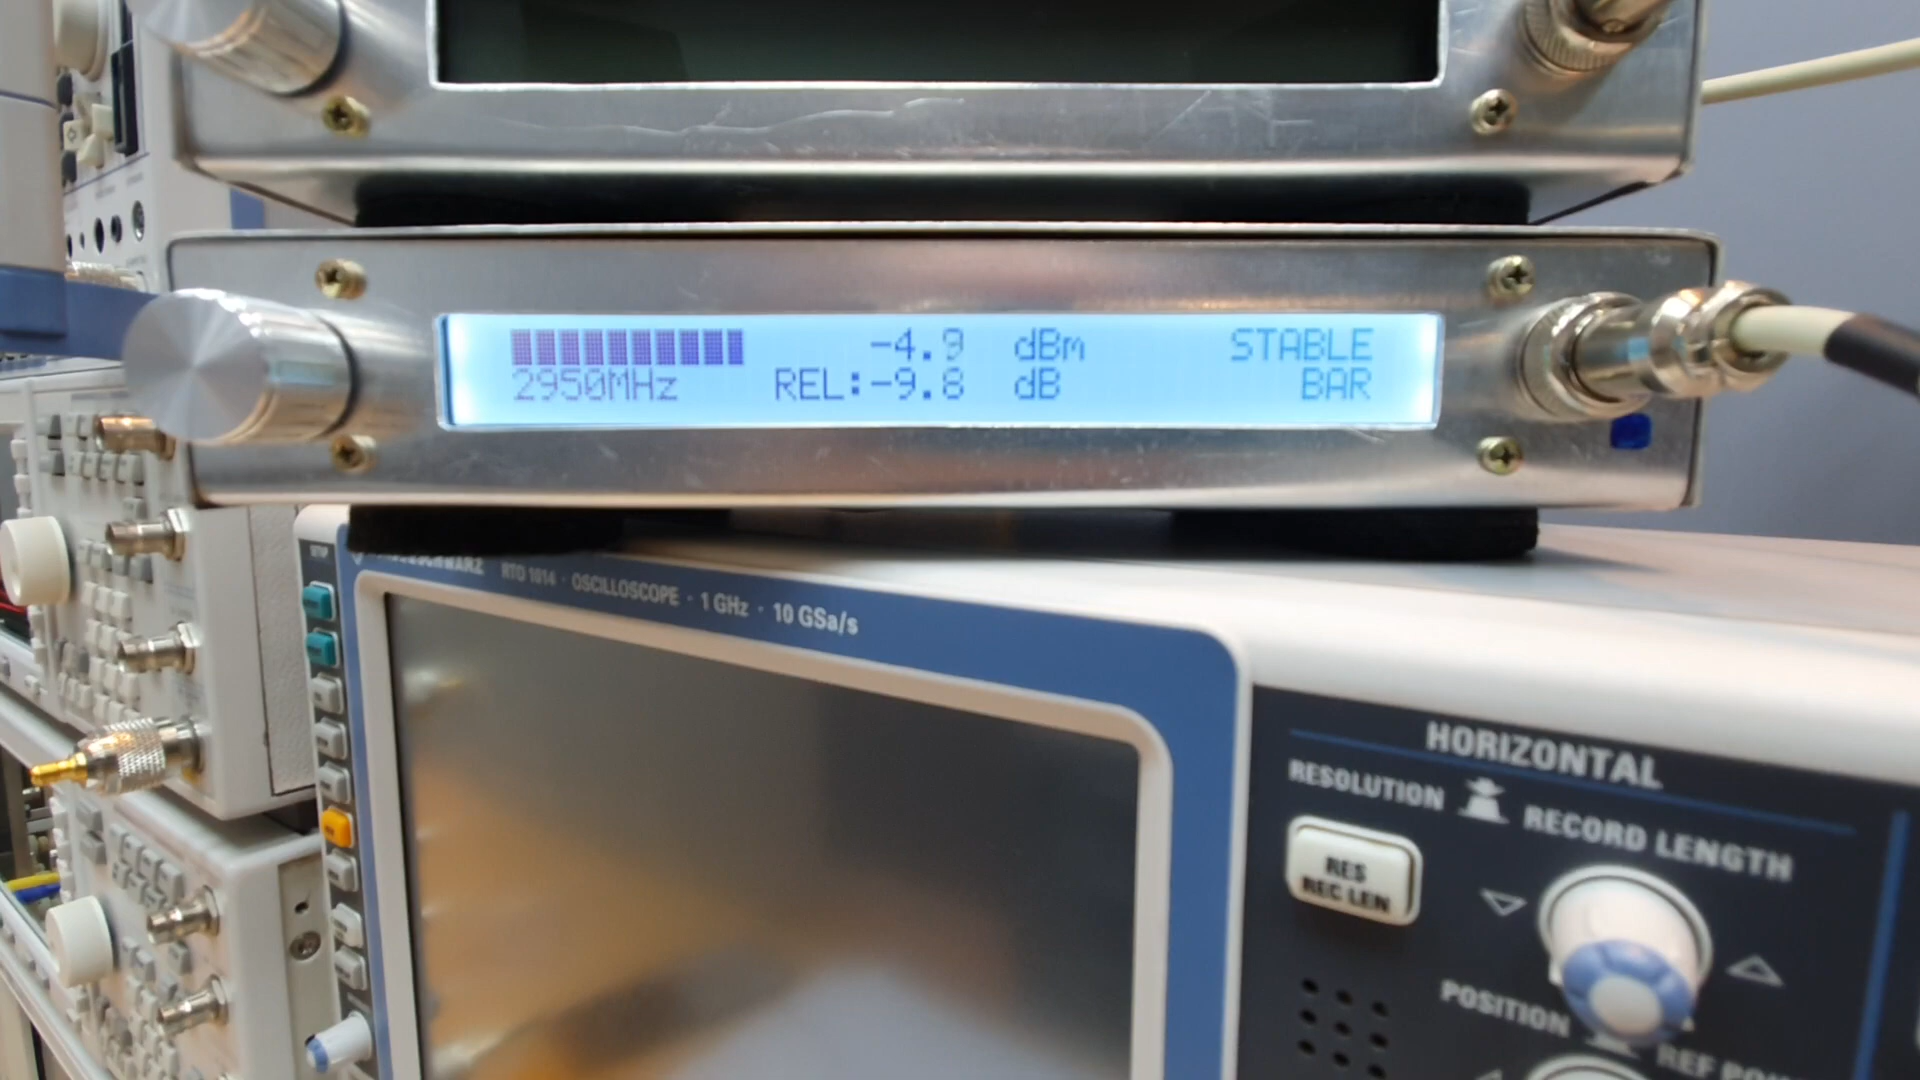 -4.9 dBm STABLE
2950MHz REL:-9.8 dB BAR
SETUP
RTO 1014 · OSCILLOSCOPE · 1 GHz · 10 GSa/s
HORIZONTAL
RESOLUTION RECORD LENGTH
RES
REC LEN
POSITION